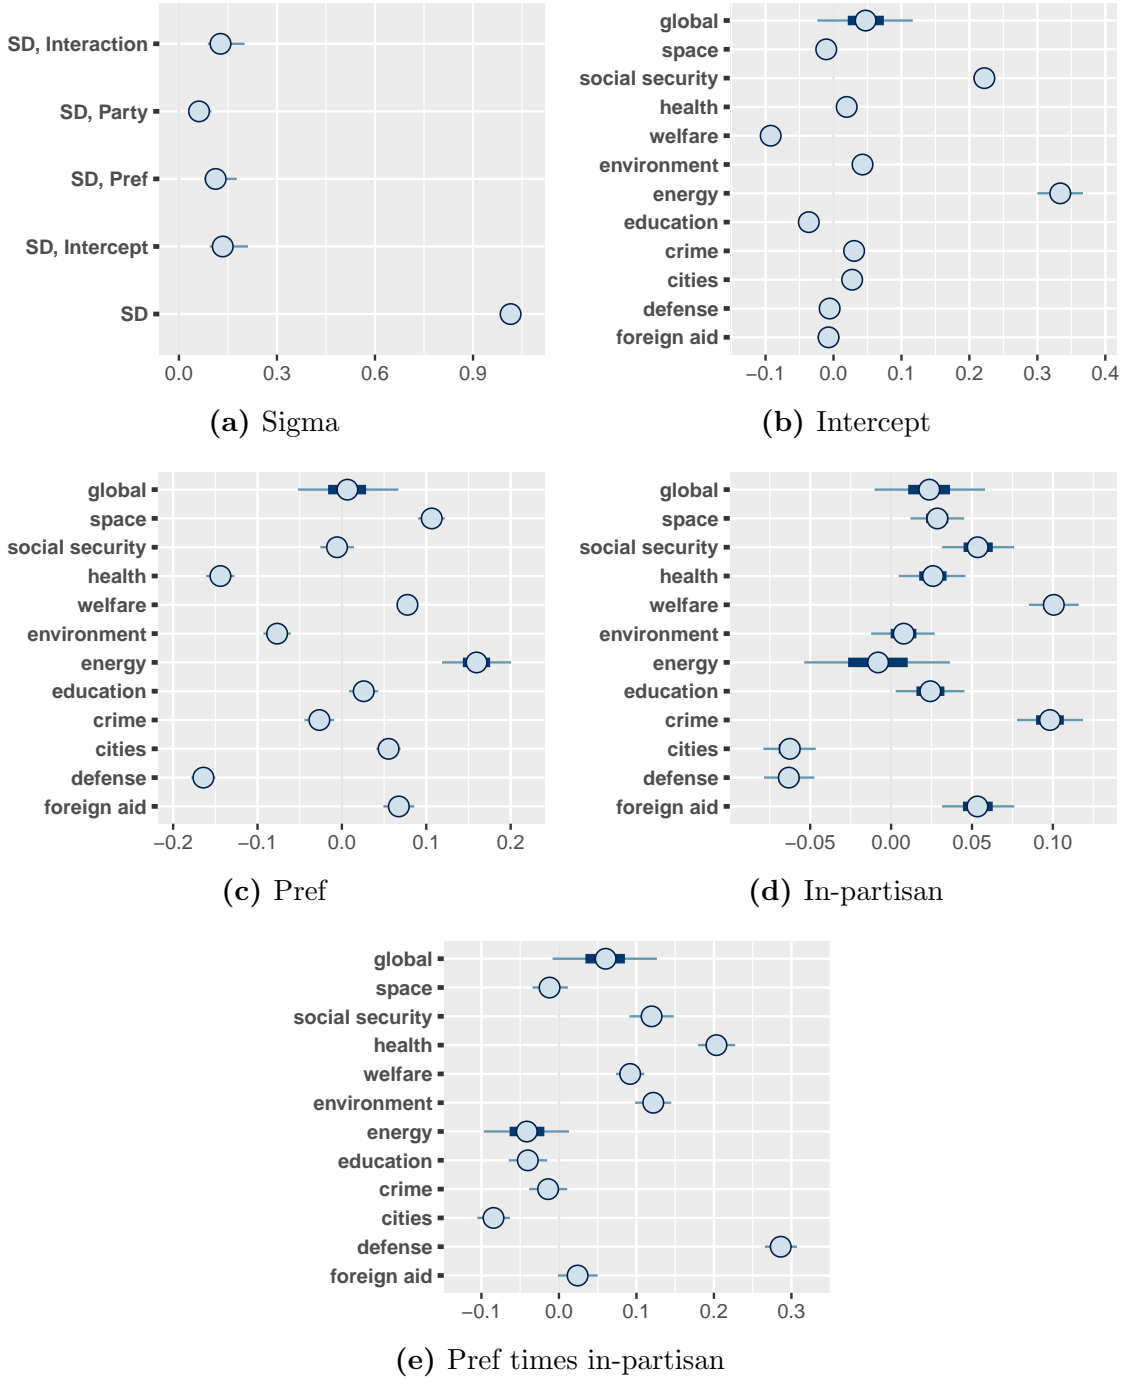 SD, Interaction
SD, Party
SD, Pref
SD, Intercept
SD
0.0 0.3 0.6 0.9
(a) Sigma
global
space
social security
health
welfare
environment
energy
education
crime
cities
defense
foreign aid
−0.1 0.0 0.1 0.2 0.3 0.4
(b) Intercept
global
space
social security
health
welfare
environment
energy
education
crime
cities
defense
foreign aid
−0.2 −0.1 0.0 0.1 0.2
(c) Pref
global
space
social security
health
welfare
environment
energy
education
crime
cities
defense
foreign aid
−0.05 0.00 0.05 0.10
(d) In-partisan
global
space
social security
health
welfare
environment
energy
education
crime
cities
defense
foreign aid
−0.1 0.0 0.1 0.2 0.3
(e) Pref times in-partisan